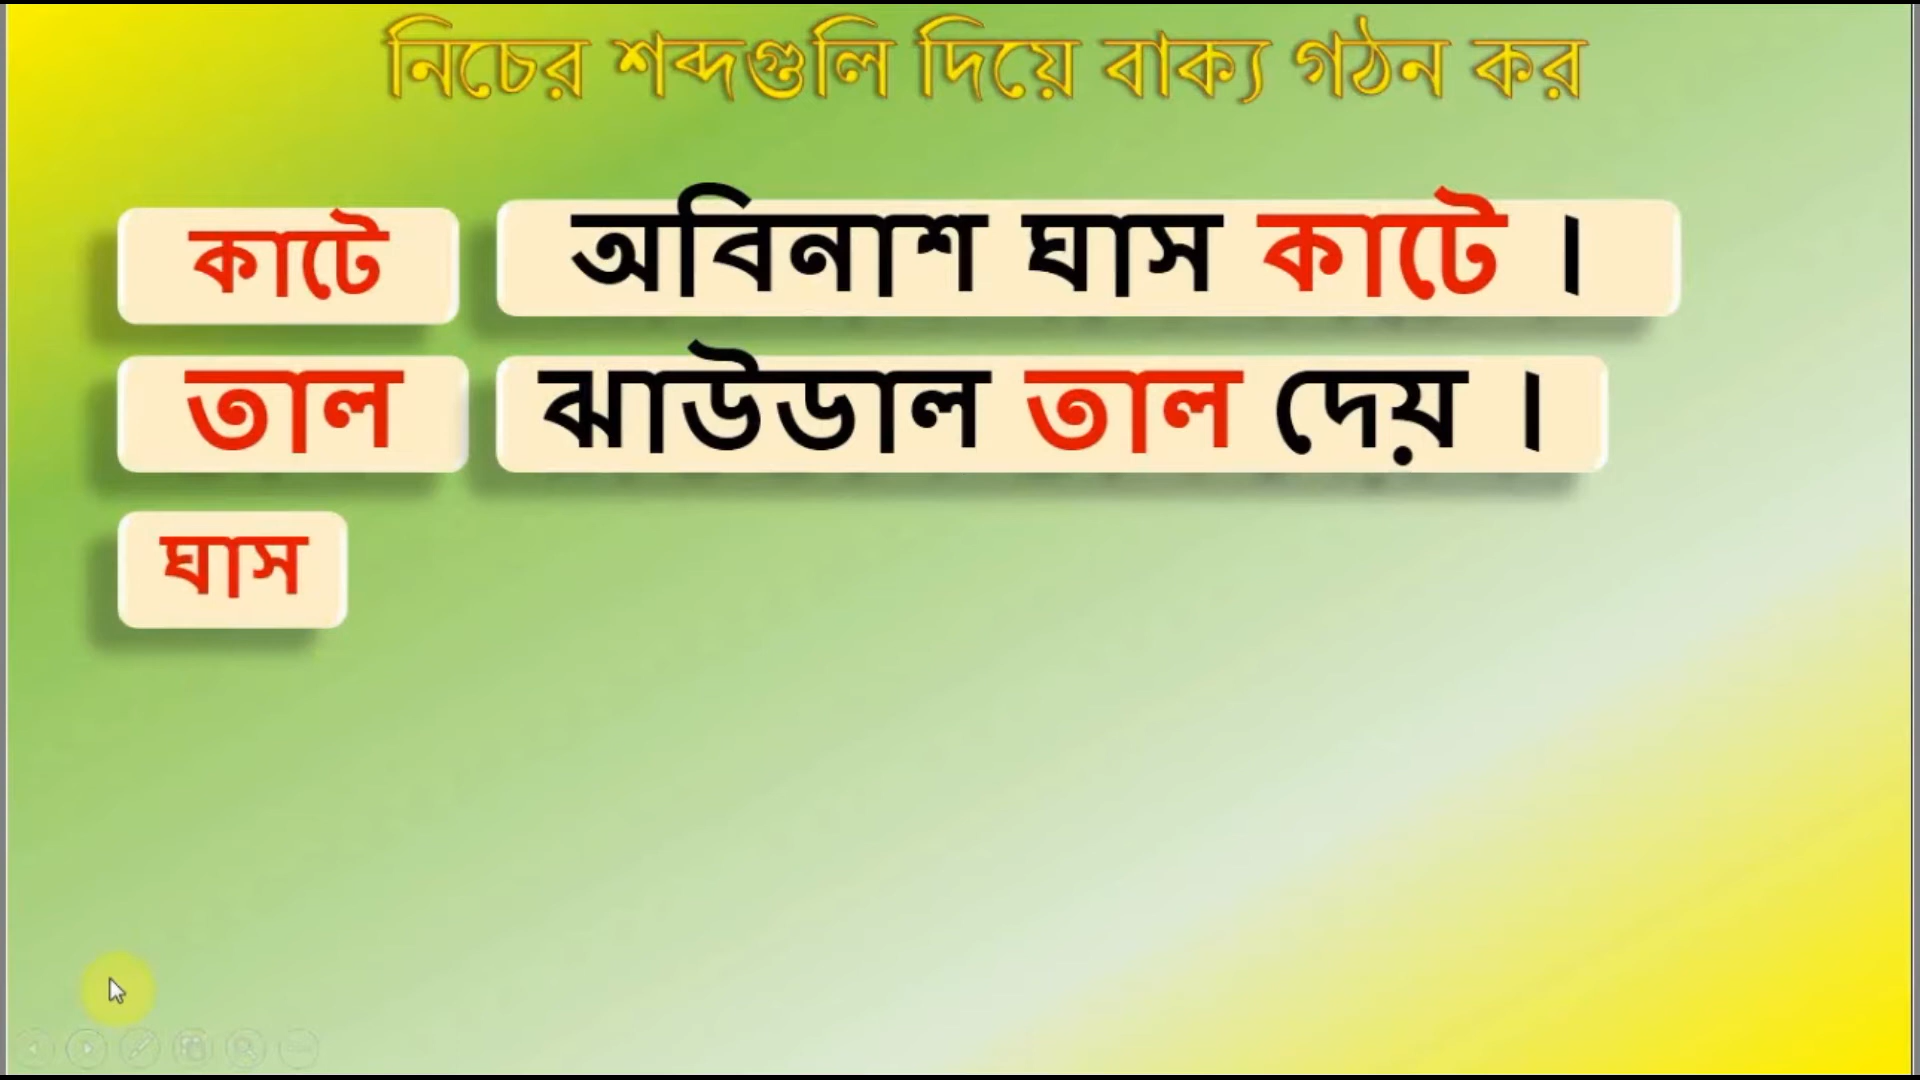 নিচের শব্দগুলি দিয়ে বাক্য গঠন কর
কাটে অবিনাশ ঘাস কাটে ।
তাল ঝাউডাল তাল দেয় ।
ঘাস